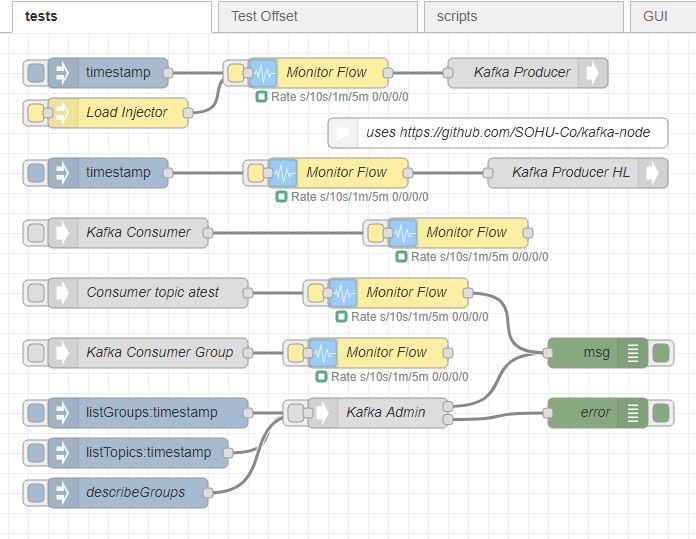 tests
Test Offset
scripts
GUI
timestamp
Monitor Flow
Kafka Producer
Rate s/10s/1m/5m 0/0/0/0
Load Injector
uses https://github.com/SOHU-Co/kafka-node
timestamp
Monitor Flow
Kafka Producer HL
Rate s/10s/1m/5m 0/0/0/0
Kafka Consumer
Monitor Flow
Rate s/10s/1m/5m 0/0/0/0
Consumer topic atest
Monitor Flow
Rate s/10s/1m/5m 0/0/0/0
Kafka Consumer Group
Monitor Flow
msg
Rate s/10s/1m/5m 0/0/0/0
listGroups:timestamp
Kafka Admin
error
listTopics:timestamp
describeGroups